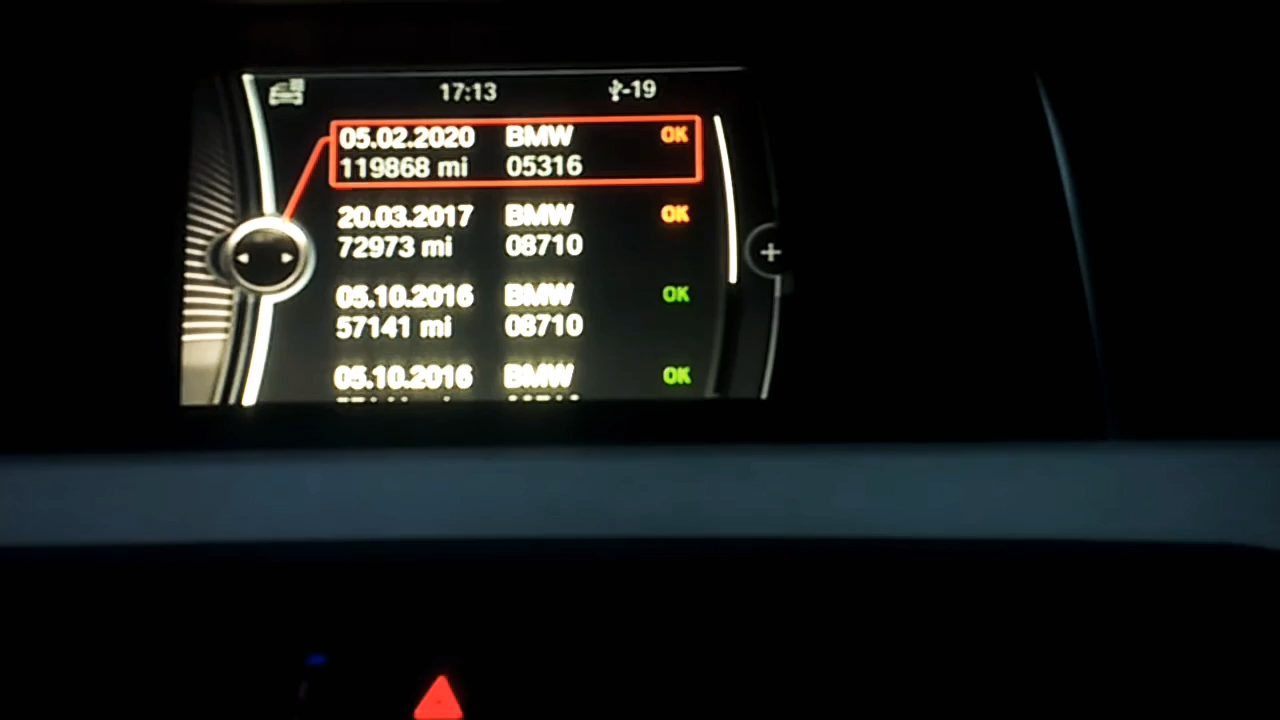 17:13 -19
05.02.2020 BMW OK
119868 mi 05316
20.03.2017 BMW OK
72973 mi 08710
05.10.2016 BMW OK
57141 mi 08710
05.10.2016 BMW OK